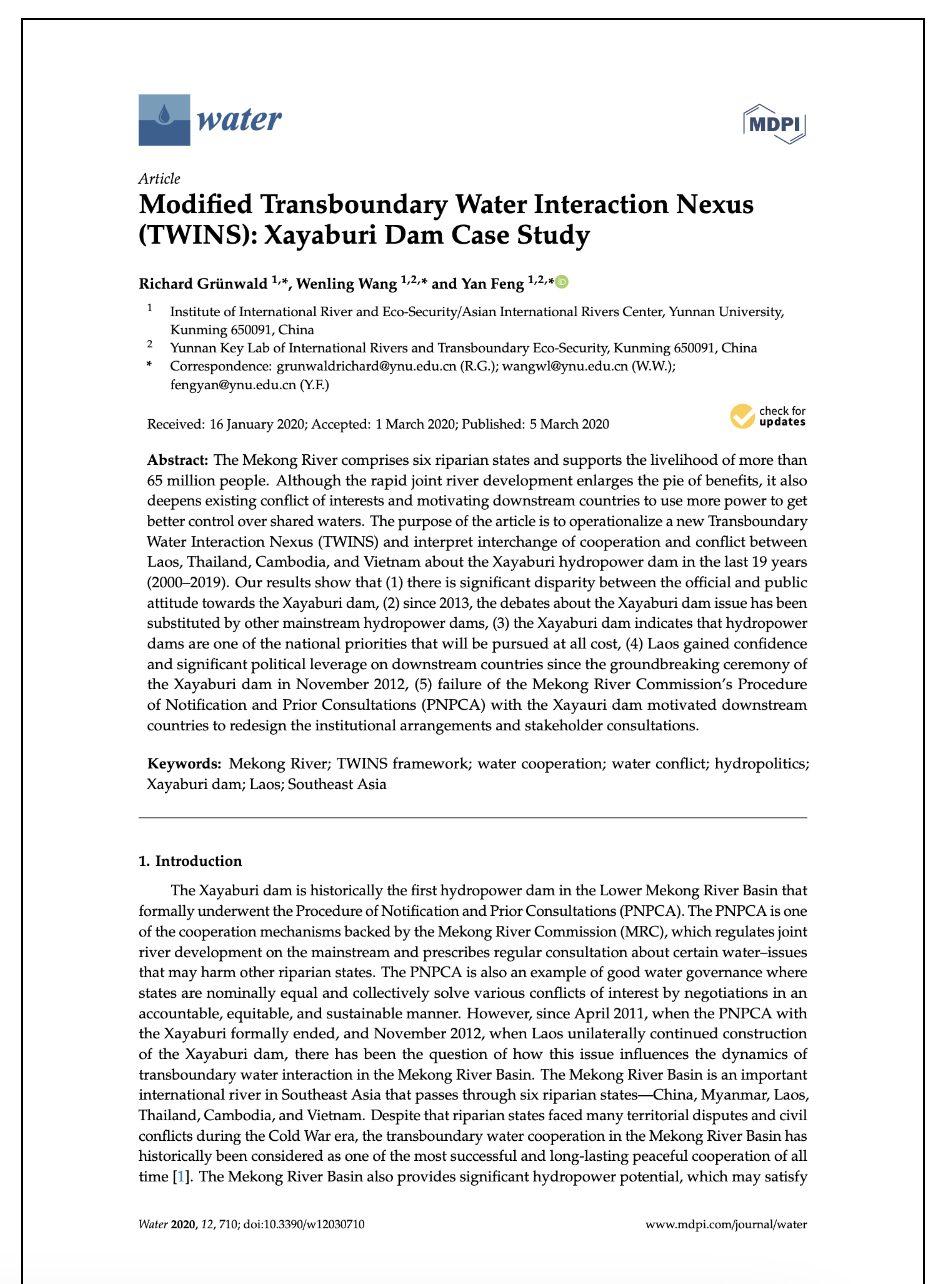 water
MDPI
Article
Modified Transboundary Water Interaction Nexus
(TWINS): Xayaburi Dam Case Study
Richard Grünwald 1,*, Wenling Wang 1,2,* and Yan Feng 1,2,* iD
1 Institute of International River and Eco-Security/Asian International Rivers Center, Yunnan University,
Kunming 650091, China
2 Yunnan Key Lab of International Rivers and Transboundary Eco-Security, Kunming 650091, China
* Correspondence: grunwaldrichard@ynu.edu.cn (R.G.); wangwl@ynu.edu.cn (W.W.);
fengyan@ynu.edu.cn (Y.F.)
check for
updates
Received: 16 January 2020; Accepted: 1 March 2020; Published: 5 March 2020
Abstract: The Mekong River comprises six riparian states and supports the livelihood of more than
65 million people. Although the rapid joint river development enlarges the pie of benefits, it also
deepens existing conflict of interests and motivating downstream countries to use more power to get
better control over shared waters. The purpose of the article is to operationalize a new Transboundary
Water Interaction Nexus (TWINS) and interpret interchange of cooperation and conflict between
Laos, Thailand, Cambodia, and Vietnam about the Xayaburi hydropower dam in the last 19 years
(2000–2019). Our results show that (1) there is significant disparity between the official and public
attitude towards the Xayaburi dam, (2) since 2013, the debates about the Xayaburi dam issue has been
substituted by other mainstream hydropower dams, (3) the Xayaburi dam indicates that hydropower
dams are one of the national priorities that will be pursued at all cost, (4) Laos gained confidence
and significant political leverage on downstream countries since the groundbreaking ceremony of
the Xayaburi dam in November 2012, (5) failure of the Mekong River Commission's Procedure
of Notification and Prior Consultations (PNPCA) with the Xayauri dam motivated downstream
countries to redesign the institutional arrangements and stakeholder consultations.
Keywords: Mekong River; TWINS framework; water cooperation; water conflict; hydropolitics;
Xayaburi dam; Laos; Southeast Asia
1. Introduction
The Xayaburi dam is historically the first hydropower dam in the Lower Mekong River Basin that
formally underwent the Procedure of Notification and Prior Consultations (PNPCA). The PNPCA is one
of the cooperation mechanisms backed by the Mekong River Commission (MRC), which regulates joint
river development on the mainstream and prescribes regular consultation about certain water–issues
that may harm other riparian states. The PNPCA is also an example of good water governance where
states are nominally equal and collectively solve various conflicts of interest by negotiations in an
accountable, equitable, and sustainable manner. However, since April 2011, when the PNPCA with
the Xayaburi formally ended, and November 2012, when Laos unilaterally continued construction
of the Xayaburi dam, there has been the question of how this issue influences the dynamics of
transboundary water interaction in the Mekong River Basin. The Mekong River Basin is an important
international river in Southeast Asia that passes through six riparian states—China, Myanmar, Laos,
Thailand, Cambodia, and Vietnam. Despite that riparian states faced many territorial disputes and civil
conflicts during the Cold War era, the transboundary water cooperation in the Mekong River Basin has
historically been considered as one of the most successful and long-lasting peaceful cooperation of all
time [1]. The Mekong River Basin also provides significant hydropower potential, which may satisfy
Water 2020, 12, 710; doi:10.3390/w12030710
www.mdpi.com/journal/water